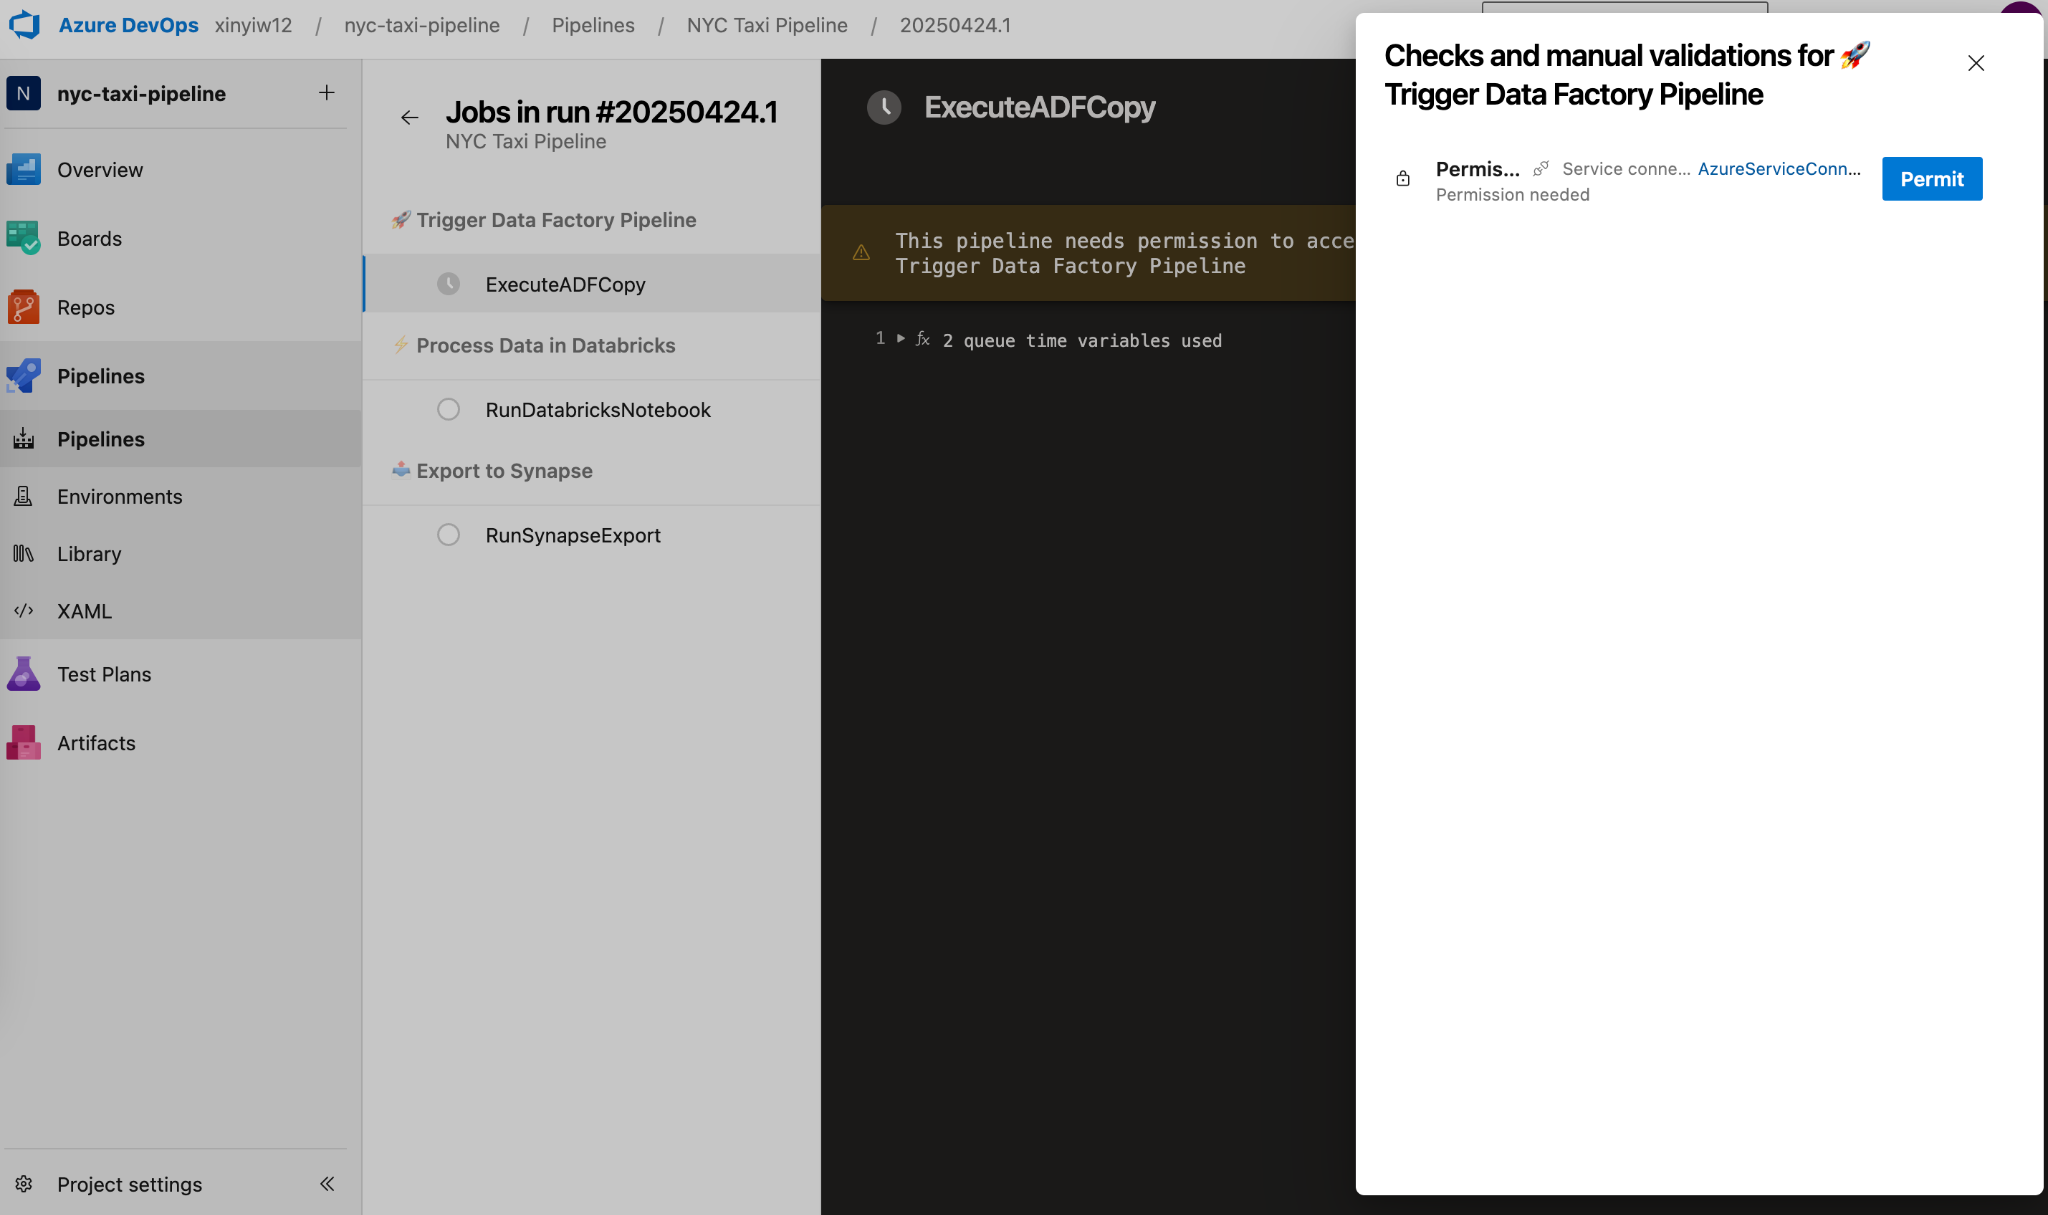 Azure DevOps xinyiw12 / nyc-taxi-pipeline / Pipelines / NYC Taxi Pipeline / 20250424.1
N nyc-taxi-pipeline
Overview
Boards
Repos
Pipelines
Pipelines
Environments
Library
XAML
Test Plans
Artifacts
Project settings
Jobs in run #20250424.1
NYC Taxi Pipeline
🚀 Trigger Data Factory Pipeline
ExecuteADFCopy
⚡ Process Data in Databricks
RunDatabricksNotebook
📤 Export to Synapse
RunSynapseExport
ExecuteADFCopy
This pipeline needs permission to acce
Trigger Data Factory Pipeline
1 fx 2 queue time variables used
Checks and manual validations for 🚀
Trigger Data Factory Pipeline
Permis... Service conne... AzureServiceConn...
Permission needed
Permit